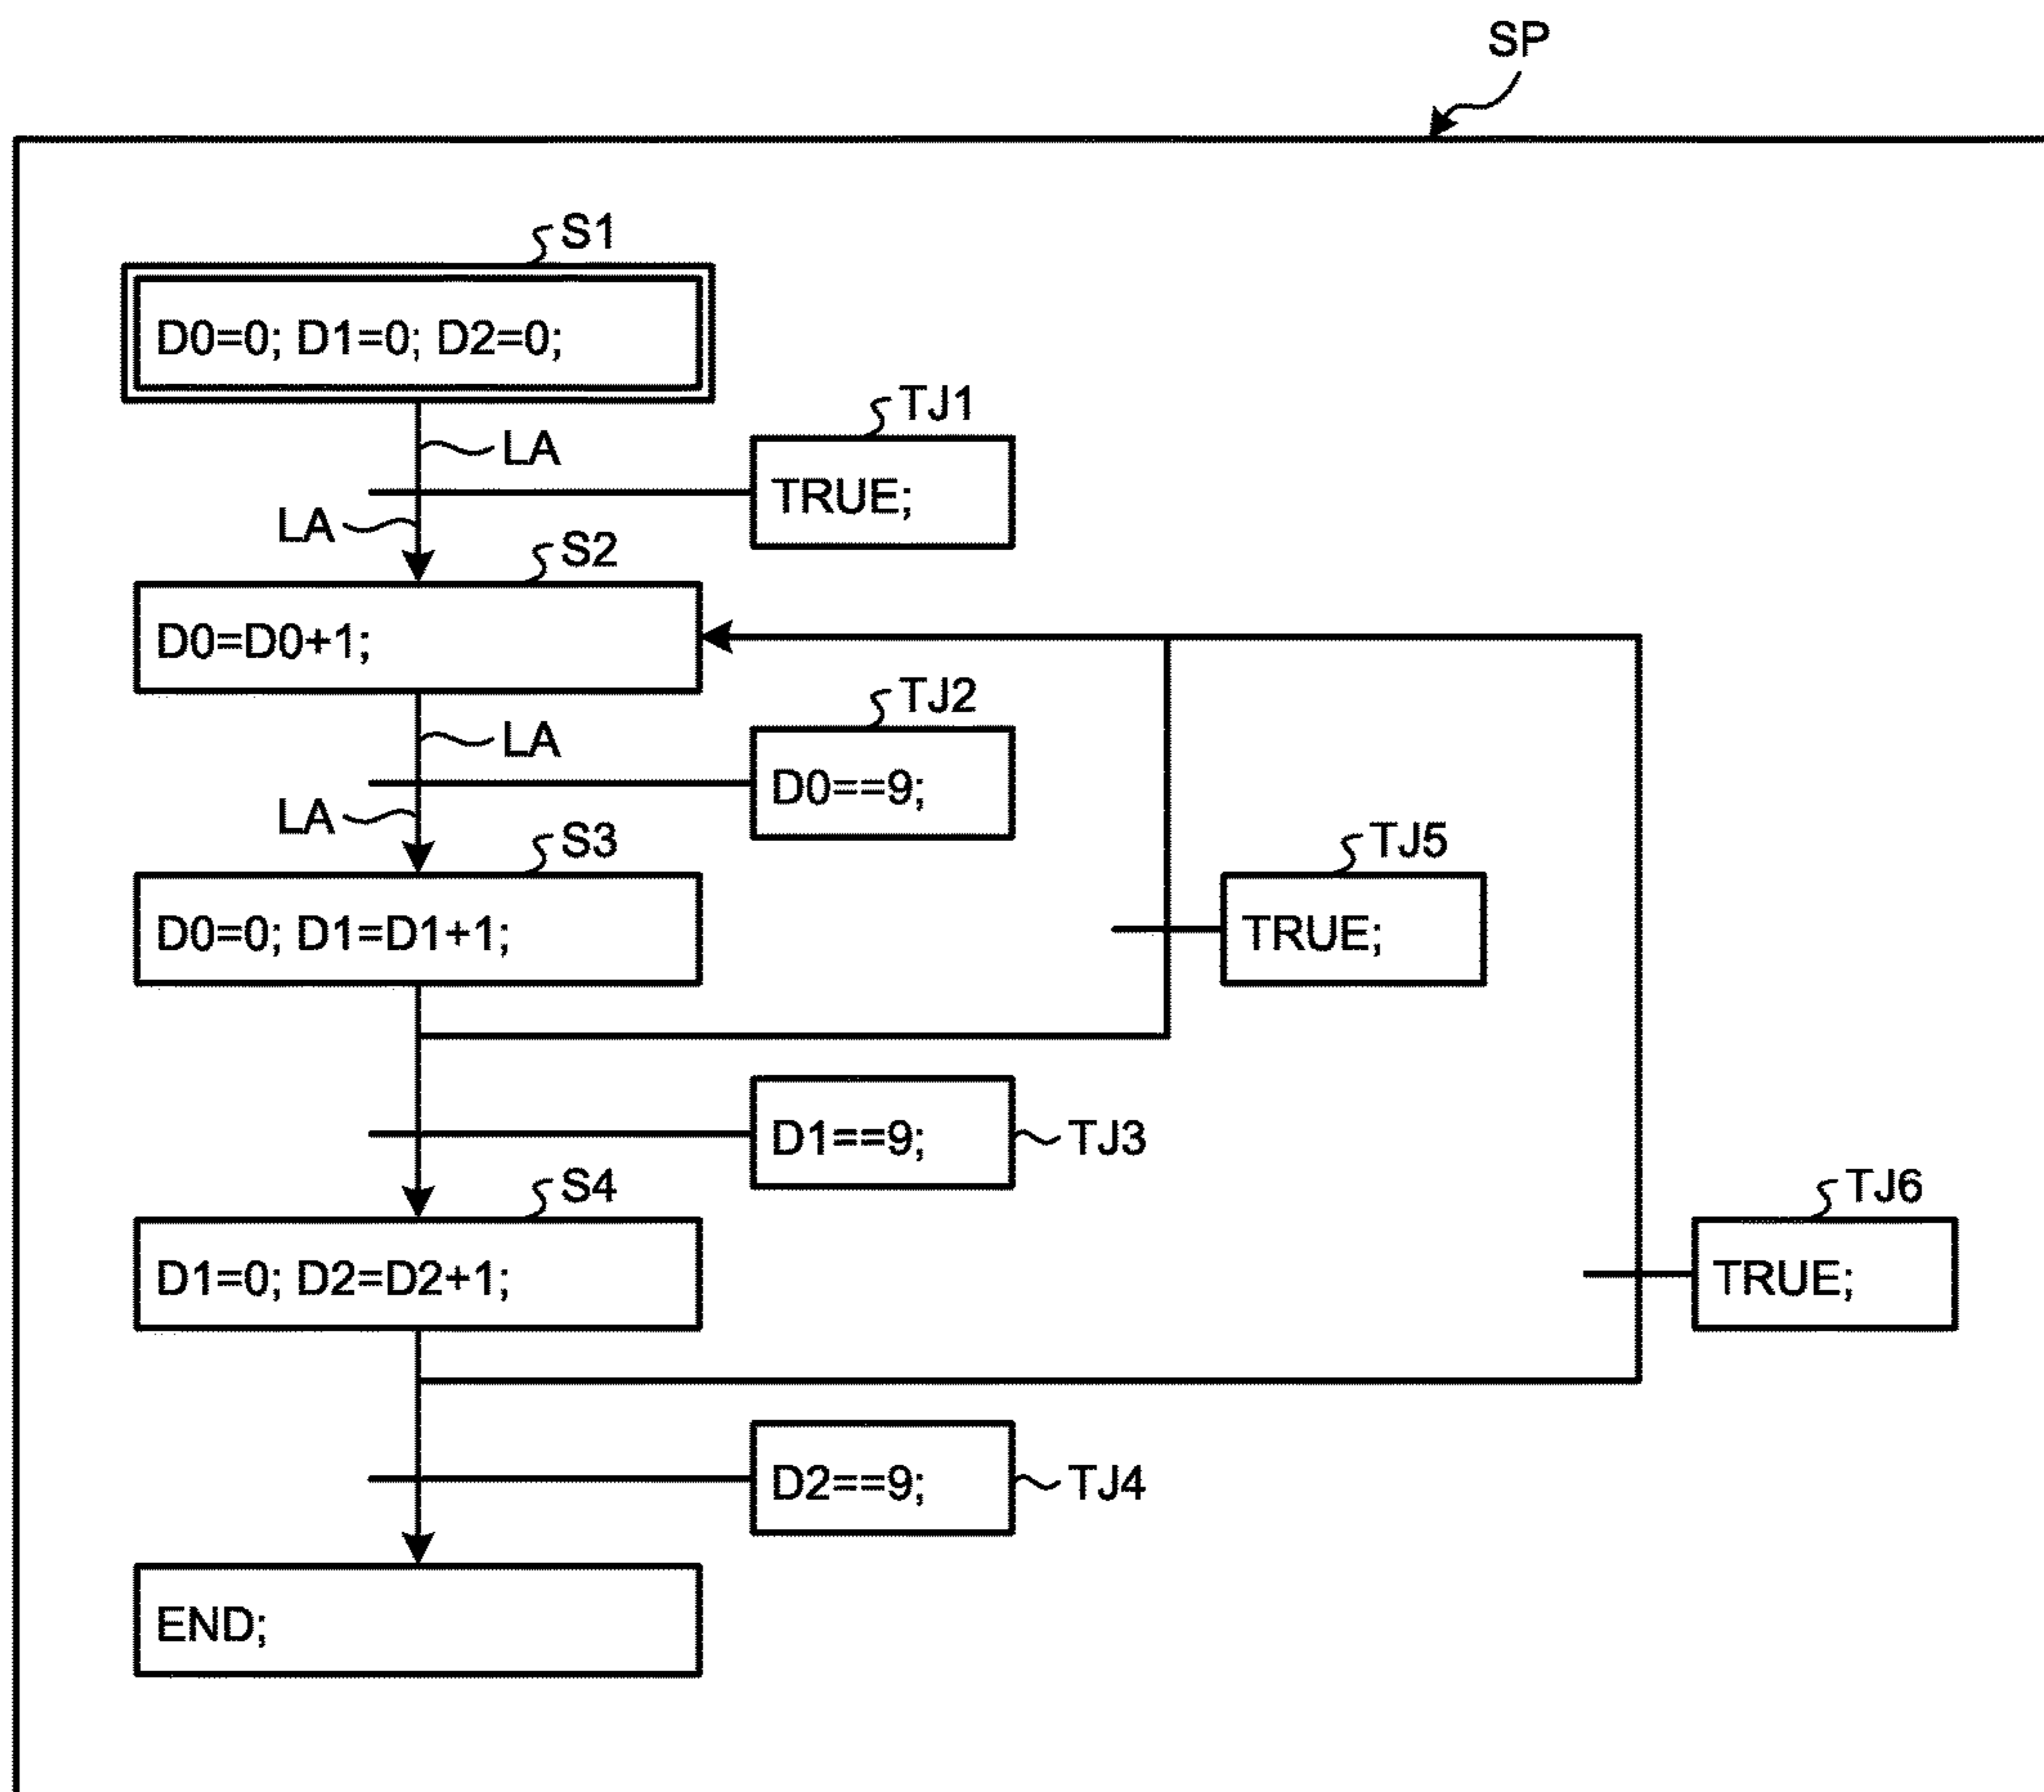 SP
S1
D0=0; D1=0; D2=0;
TJ1
LA
TRUE;
LA
S2
D0=D0+1;
TJ2
LA
D0==9;
LA
S3
TJ5
D0=0; D1=D1+1;
TRUE;
D1==9;
TJ3
S4
TJ6
D1=0; D2=D2+1;
TRUE;
D2==9;
TJ4
END;